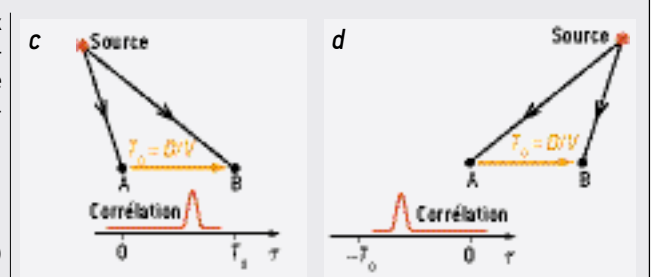 c
Source
T₀ = D/V
A
B
Corrélation
0
T₀
τ
d
Source
T₀ = D/V
A
B
Corrélation
-T₀
0
τ